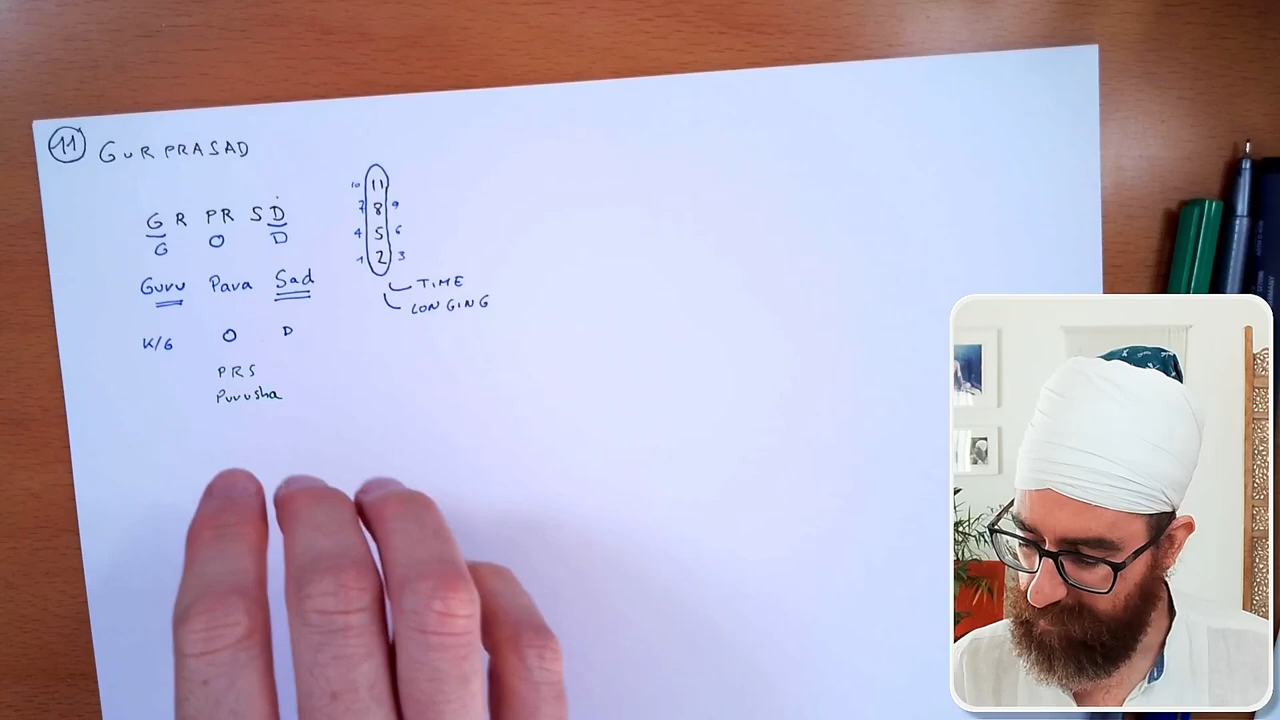 11 GURPRASAD
G R PR S D
G O D
Guru Para Sad
K/G O D
PRS
Purusha
10 11
7 8 9
4 5 6
1 2 3
TIME
LONGING